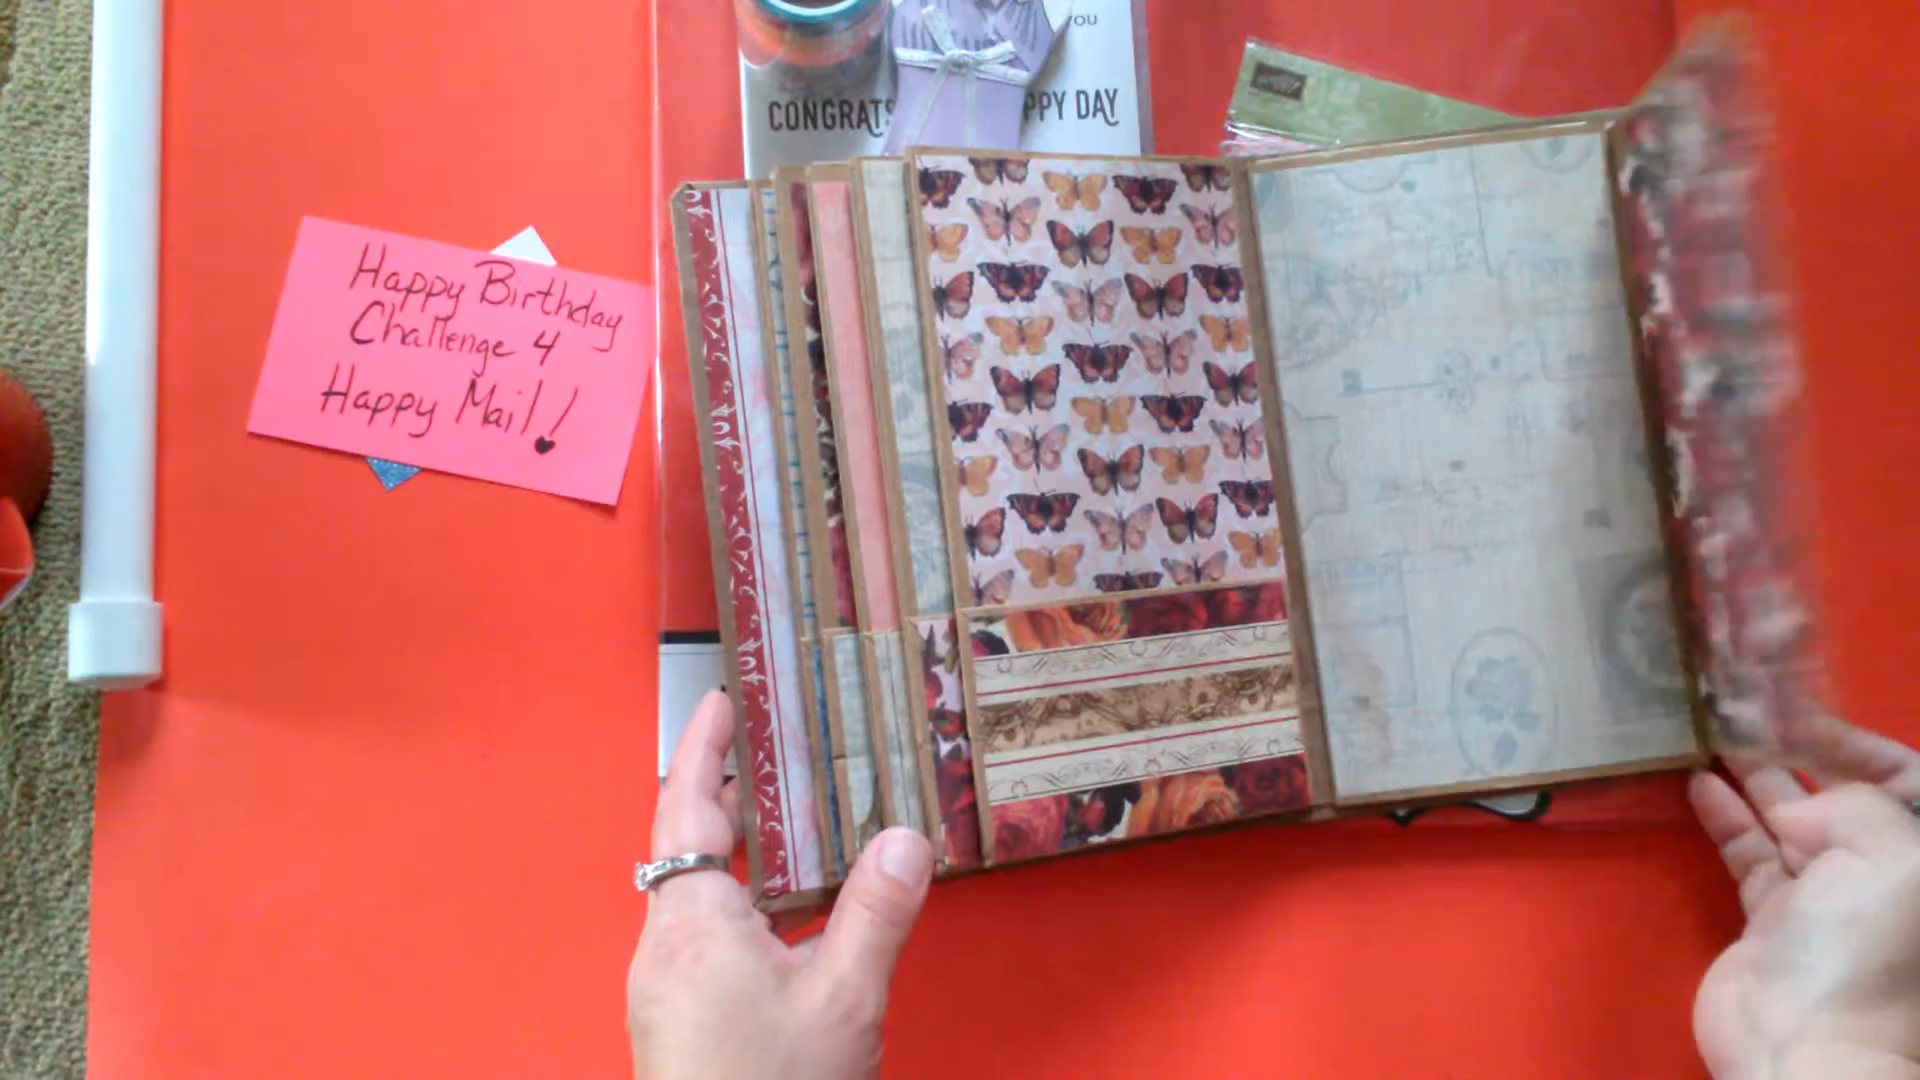 YOU
CONGRATS
PPY DAY
Happy Birthday
Challenge 4
Happy Mail!